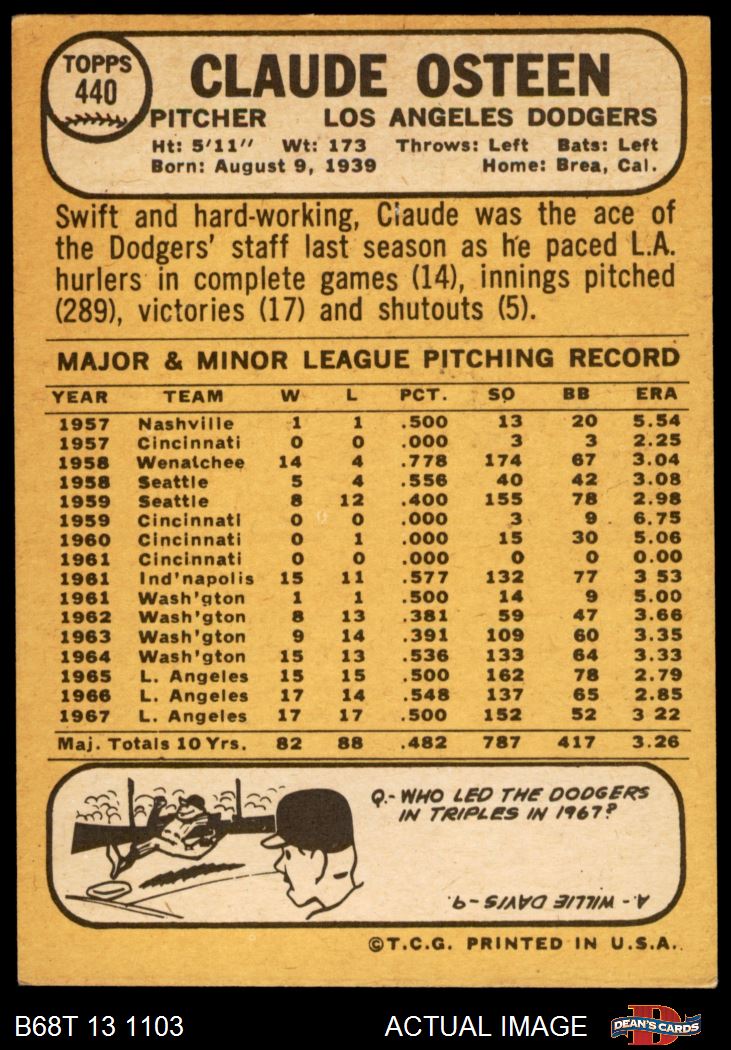 TOPPS
440
CLAUDE OSTEEN
PITCHER LOS ANGELES DODGERS
Ht: 5'11" Wt: 173 Throws: Left Bats: Left
Born: August 9, 1939 Home: Brea, Cal.
Swift and hard-working, Claude was the ace of
the Dodgers' staff last season as he paced L.A.
hurlers in complete games (14), innings pitched
(289), victories (17) and shutouts (5).
MAJOR & MINOR LEAGUE PITCHING RECORD
YEAR TEAM W L PCT. SO BB ERA
1957 Nashville 1 1 .500 13 20 5.54
1957 Cincinnati 0 0 .000 3 3 2.25
1958 Wenatchee 14 4 .778 174 67 3.04
1958 Seattle 5 4 .556 40 42 3.08
1959 Seattle 8 12 .400 155 78 2.98
1959 Cincinnati 0 0 .000 3 9 6.75
1960 Cincinnati 0 1 .000 15 30 5.06
1961 Cincinnati 0 0 .000 0 0 0.00
1961 Ind'napolis 15 11 .577 132 77 3 53
1961 Wash'gton 1 1 .500 14 9 5.00
1962 Wash'gton 8 13 .381 59 47 3.66
1963 Wash'gton 9 14 .391 109 60 3.35
1964 Wash'gton 15 13 .536 133 64 3.33
1965 L. Angeles 15 15 .500 162 78 2.79
1966 L. Angeles 17 14 .548 137 65 2.85
1967 L. Angeles 17 17 .500 152 52 3 22
Maj. Totals 10 Yrs. 82 88 .482 787 417 3.26
Q.- WHO LED THE DODGERS
IN TRIPLES IN 1967?
A. - WILLIE DAVIS - 9.
©T.C.G. PRINTED IN U.S.A.
B68T 13 1103 ACTUAL IMAGE
D
DEAN'S CARDS